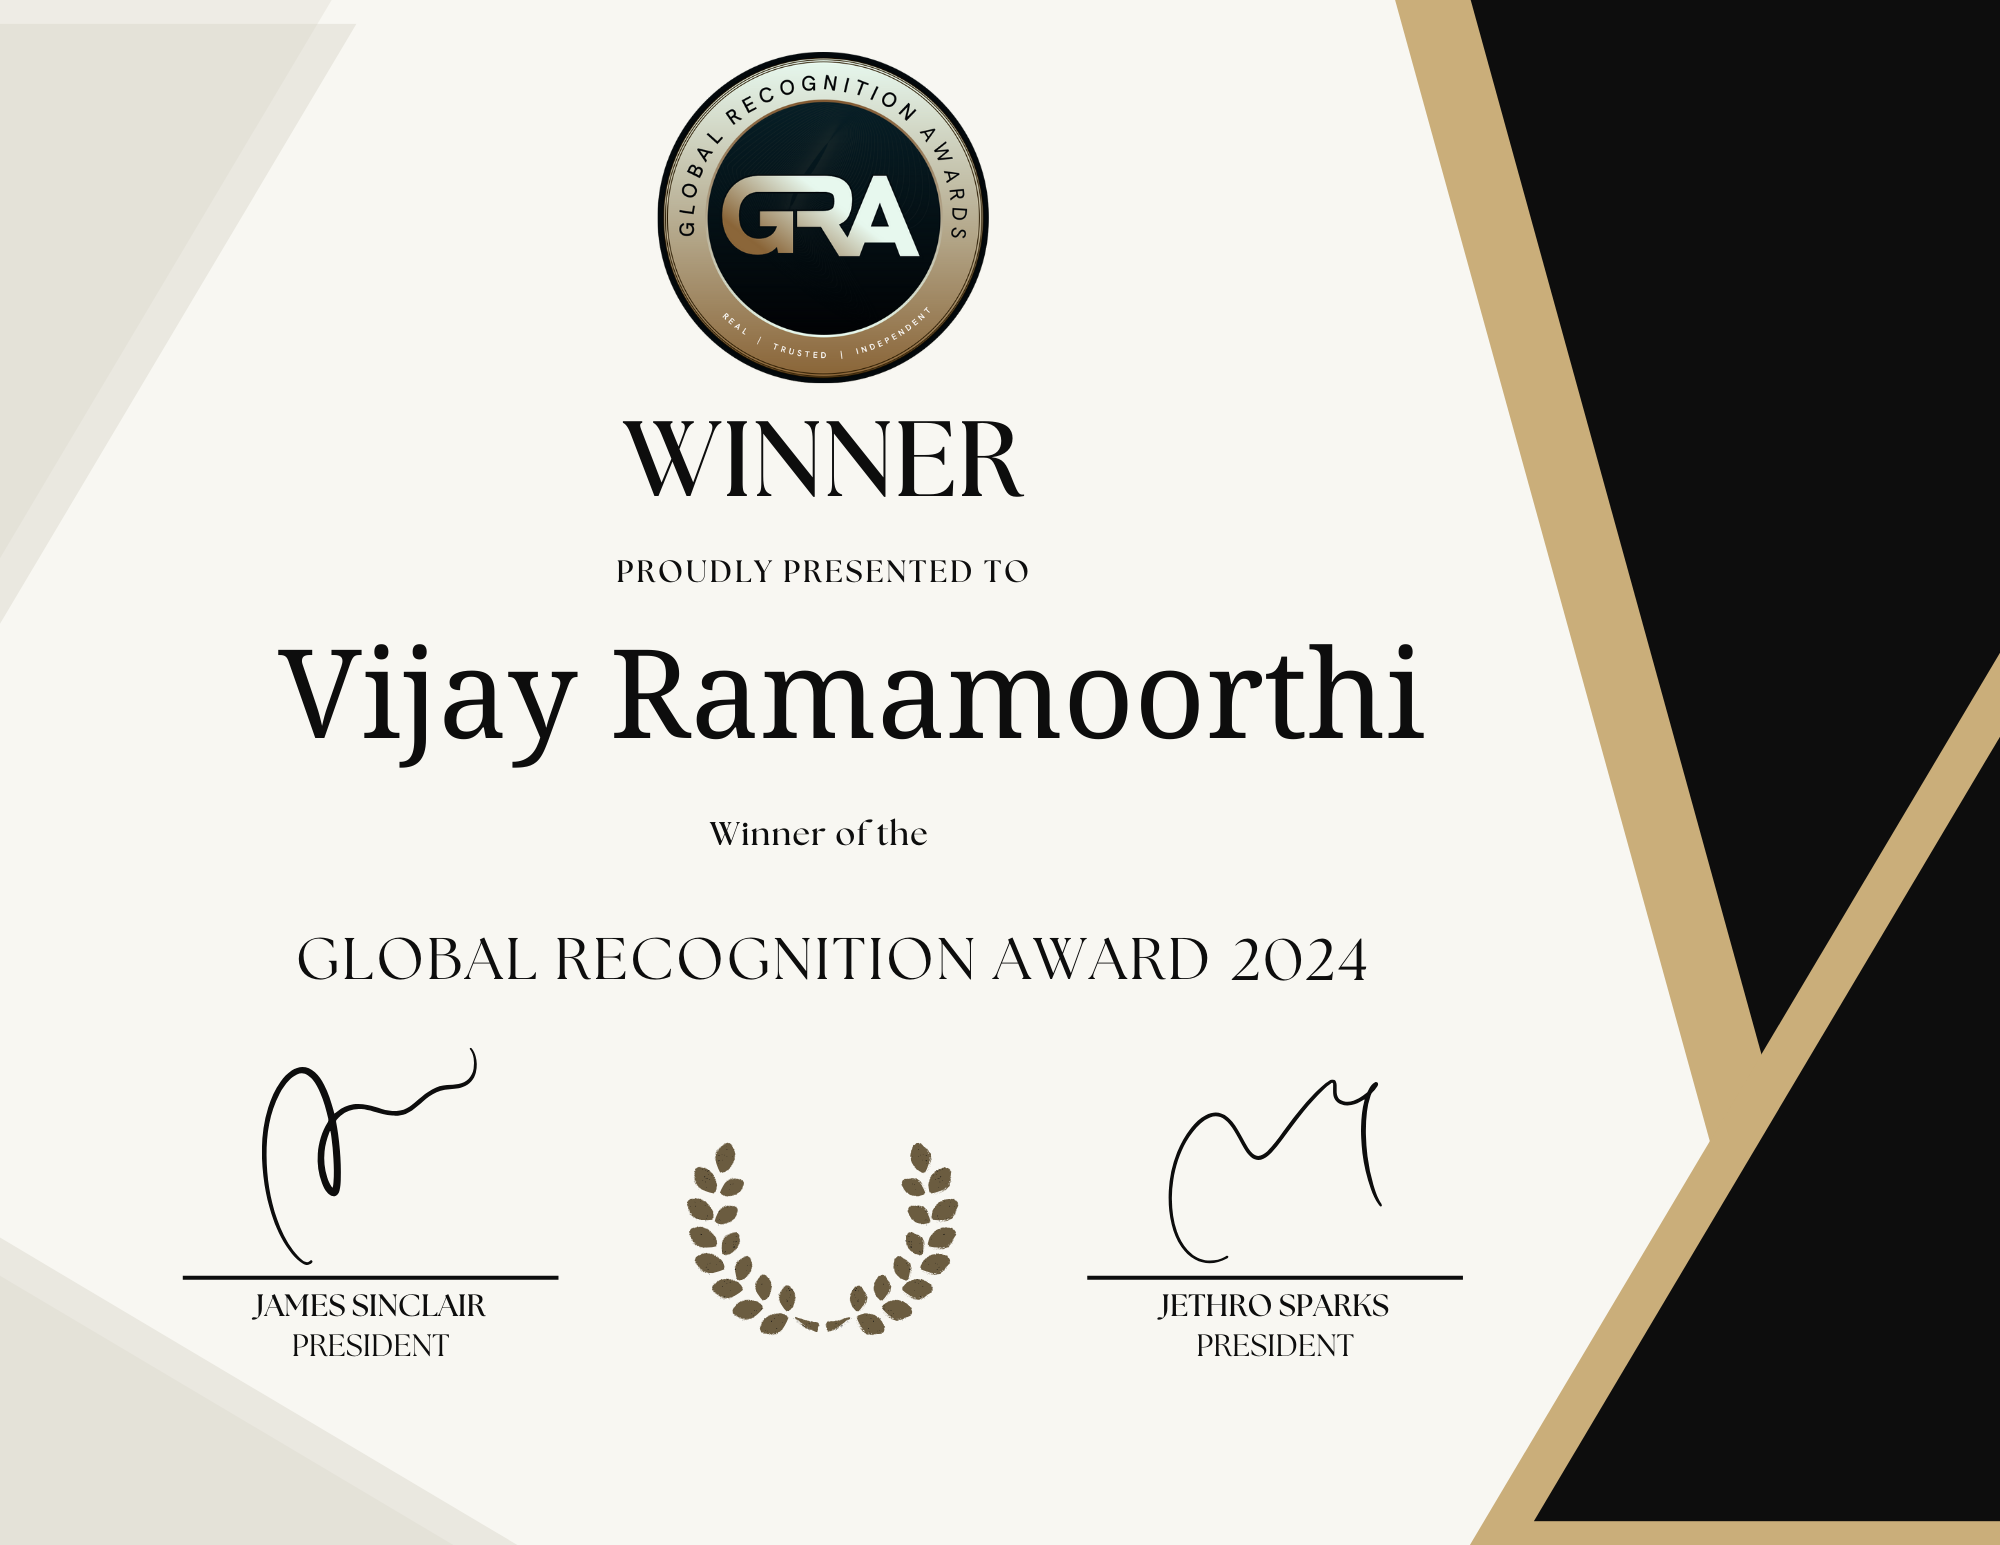 GLOBAL RECOGNITION AWARDS
GRA
REAL | TRUSTED | INDEPENDENT
WINNER
PROUDLY PRESENTED TO
Vijay Ramamoorthi
Winner of the
GLOBAL RECOGNITION AWARD 2024
JAMES SINCLAIR
PRESIDENT
JETHRO SPARKS
PRESIDENT